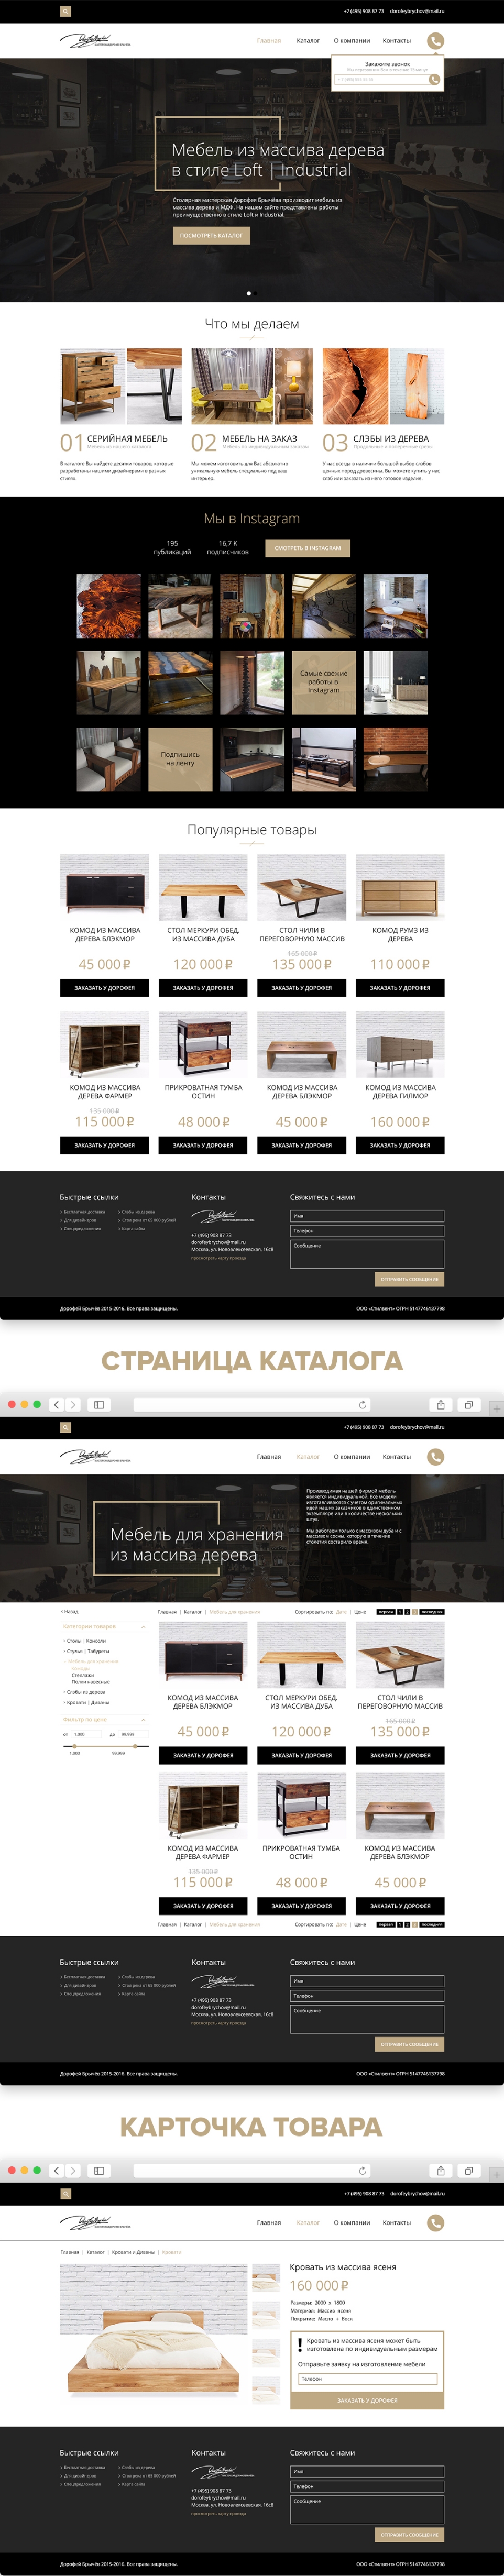 +7 (495) 908 87 73 dorofeybrychov@mail.ru
Главная Каталог О компании Контакты
Закажите звонок
Мебель из массива дерева
в стиле Loft | Industrial
Столярная мастерская Дорофея Брычёва производит мебель из
массива дерева и МДФ. На нашем сайте представлены работы
преимущественно в стиле Loft и Industrial.
ПОСМОТРЕТЬ КАТАЛОГ
Что мы делаем
01 СЕРИЙНАЯ МЕБЕЛЬ
Мебель из нашего каталога
В каталоге Вы найдете десятки товаров, которые
разработаны нашими дизайнерами в разных
стилях.
02 МЕБЕЛЬ НА ЗАКАЗ
Мебель по индивидуальным заказам
Мы можем изготовить для Вас абсолютно
уникальную мебель специально под ваш
интерьер.
03 СЛЭБЫ ИЗ ДЕРЕВА
Продольные и поперечные срезы
У нас всегда в наличии большой выбор слэбов
ценных пород древесины. Вы можете купить у нас
слэб или заказать из него готовое изделие.
Мы в Instagram
195
публикаций
16,7 К
подписчиков
СМОТРЕТЬ В INSTAGRAM
Самые свежие
работы в
Instagram
Подпишись
на ленту
Популярные товары
КОМОД ИЗ МАССИВА
ДЕРЕВА БЛЭКМОР
45 000 ₽
ЗАКАЗАТЬ У ДОРОФЕЯ
СТОЛ МЕРКУРИ ОБЕД.
ИЗ МАССИВА ДУБА
120 000 ₽
ЗАКАЗАТЬ У ДОРОФЕЯ
СТОЛ ЧИЛИ В
ПЕРЕГОВОРНУЮ МАССИВ
165 000 ₽
135 000 ₽
ЗАКАЗАТЬ У ДОРОФЕЯ
КОМОД РУМЗ ИЗ
ДЕРЕВА
110 000 ₽
ЗАКАЗАТЬ У ДОРОФЕЯ
КОМОД ИЗ МАССИВА
ДЕРЕВА ФАРМЕР
135 000 ₽
115 000 ₽
ЗАКАЗАТЬ У ДОРОФЕЯ
ПРИКРОВАТНАЯ ТУМБА
ОСТИН
48 000 ₽
ЗАКАЗАТЬ У ДОРОФЕЯ
КОМОД ИЗ МАССИВА
ДЕРЕВА БЛЭКМОР
45 000 ₽
ЗАКАЗАТЬ У ДОРОФЕЯ
КОМОД ИЗ МАССИВА
ДЕРЕВА ГИЛМОР
160 000 ₽
ЗАКАЗАТЬ У ДОРОФЕЯ
Быстрые ссылки
Бесплатная доставка
Для дизайнеров
Спецпредложения
Слэбы из дерева
Стол река от 65 000 рублей
Карта сайта
Контакты
+7 (495) 908 87 73
dorofeybrychov@mail.ru
Москва, ул. Новоалексеевская, 16с8
просмотреть карту проезда
Свяжитесь с нами
Имя
Телефон
Сообщение
ОТПРАВИТЬ СООБЩЕНИЕ
Дорофей Брычёв 2015-2016. Все права защищены.
ООО «Спилвент» ОГРН 5147746137798
СТРАНИЦА КАТАЛОГА
+7 (495) 908 87 73 dorofeybrychov@mail.ru
Главная Каталог О компании Контакты
Мебель для хранения
из массива дерева
Производимая нашей фирмой мебель
является индивидуальной. Все модели
изготавливаются с учетом оригинальных
идей наших заказчиков в единственном
экземпляре или в количестве нескольких
штук.
Мы работаем только с массивом дуба и с
массивом сосны, которую в течение
столетия состарило время.
Назад
Главная | Каталог | Мебель для хранения
Сортировать по: Дате | Цене
первая 1 2 3 последняя
Категории товаров
Столы | Консоли
Стулья | Табуреты
Мебель для хранения
Комоды
Стеллажи
Полки навесные
Слэбы из дерева
Кровати | Диваны
Фильтр по цене
от 1.000 до 99.999
1.000 99.999
КОМОД ИЗ МАССИВА
ДЕРЕВА БЛЭКМОР
45 000 ₽
ЗАКАЗАТЬ У ДОРОФЕЯ
СТОЛ МЕРКУРИ ОБЕД.
ИЗ МАССИВА ДУБА
120 000 ₽
ЗАКАЗАТЬ У ДОРОФЕЯ
СТОЛ ЧИЛИ В
ПЕРЕГОВОРНУЮ МАССИВ
165 000 ₽
135 000 ₽
ЗАКАЗАТЬ У ДОРОФЕЯ
КОМОД ИЗ МАССИВА
ДЕРЕВА ФАРМЕР
135 000 ₽
115 000 ₽
ЗАКАЗАТЬ У ДОРОФЕЯ
ПРИКРОВАТНАЯ ТУМБА
ОСТИН
48 000 ₽
ЗАКАЗАТЬ У ДОРОФЕЯ
КОМОД ИЗ МАССИВА
ДЕРЕВА БЛЭКМОР
45 000 ₽
ЗАКАЗАТЬ У ДОРОФЕЯ
Главная | Каталог | Мебель для хранения
Сортировать по: Дате | Цене
первая 1 2 3 последняя
Быстрые ссылки
Бесплатная доставка
Для дизайнеров
Спецпредложения
Слэбы из дерева
Стол река от 65 000 рублей
Карта сайта
Контакты
+7 (495) 908 87 73
dorofeybrychov@mail.ru
Москва, ул. Новоалексеевская, 16с8
просмотреть карту проезда
Свяжитесь с нами
Имя
Телефон
Сообщение
ОТПРАВИТЬ СООБЩЕНИЕ
Дорофей Брычёв 2015-2016. Все права защищены.
ООО «Спилвент» ОГРН 5147746137798
КАРТОЧКА ТОВАРА
+7 (495) 908 87 73 dorofeybrychov@mail.ru
Главная Каталог О компании Контакты
Главная | Каталог | Кровати и Диваны | Кровати
Кровать из массива ясеня
160 000 ₽
Размеры: 2000 x 1800
Материал: Массив ясеня
Покрытие: Масло + Воск
! Кровать из массива ясеня может быть
изготовлена по индивидуальным размерам
Отправьте заявку на изготовление мебели
Телефон
ЗАКАЗАТЬ У ДОРОФЕЯ
Быстрые ссылки
Бесплатная доставка
Для дизайнеров
Спецпредложения
Слэбы из дерева
Стол река от 65 000 рублей
Карта сайта
Контакты
+7 (495) 908 87 73
dorofeybrychov@mail.ru
Москва, ул. Новоалексеевская, 16с8
просмотреть карту проезда
Свяжитесь с нами
Имя
Телефон
Сообщение
ОТПРАВИТЬ СООБЩЕНИЕ
Дорофей Брычёв 2015-2016. Все права защищены.
ООО «Спилвент» ОГРН 5147746137798